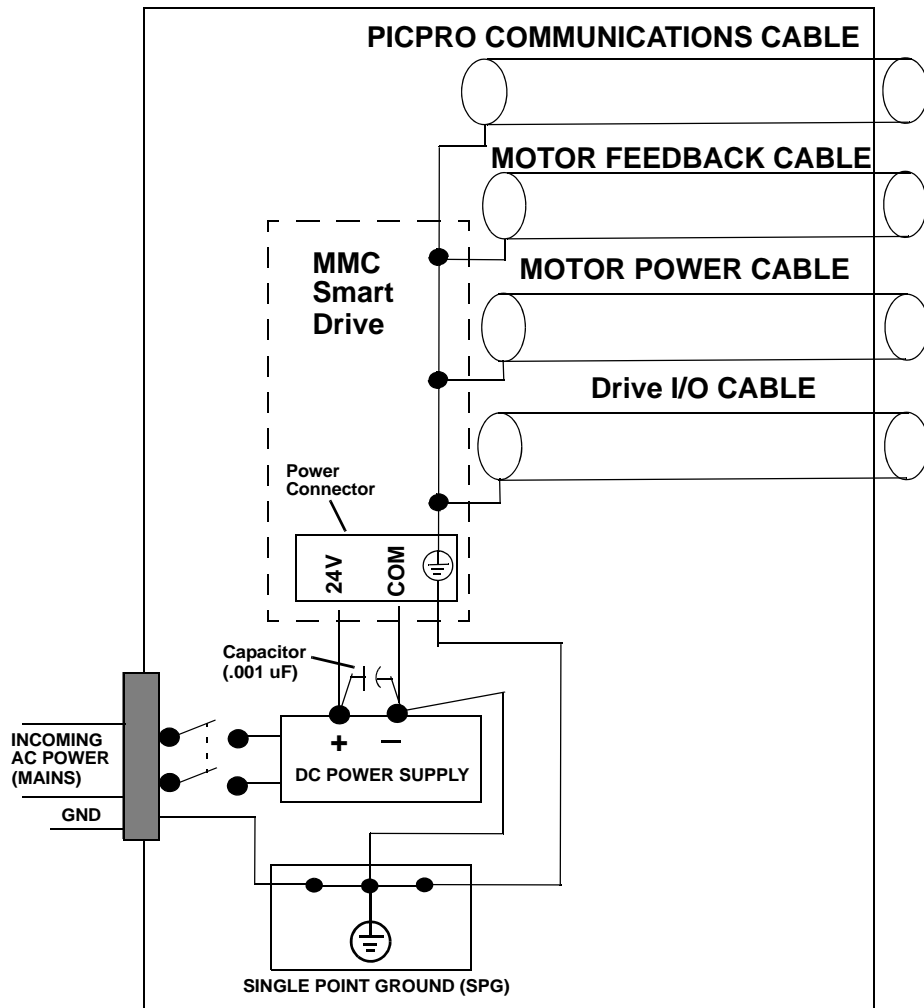 PICPRO COMMUNICATIONS CABLE
MOTOR FEEDBACK CABLE
MMC
Smart
Drive
MOTOR POWER CABLE
Drive I/O CABLE
Power
Connector
24V
COM
Capacitor
(.001 uF)
INCOMING
AC POWER
(MAINS)
GND
+ –
DC POWER SUPPLY
SINGLE POINT GROUND (SPG)